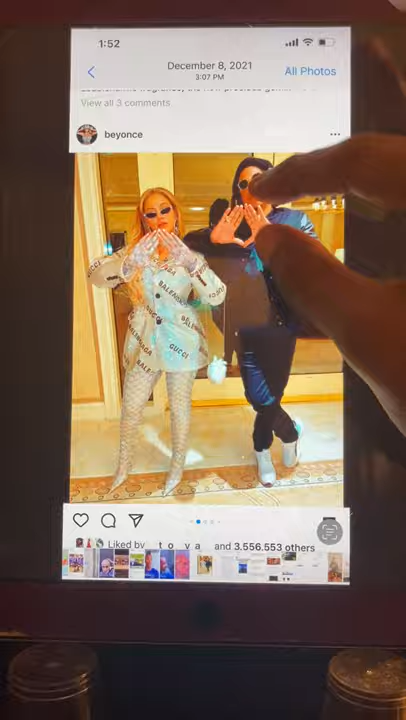 1:52
December 8, 2021
3:07 PM
All Photos
View all 3 comments
beyonce
GUCCI
BALENCIAGA
GUCCI
Liked by t o v a and 3.556.553 others